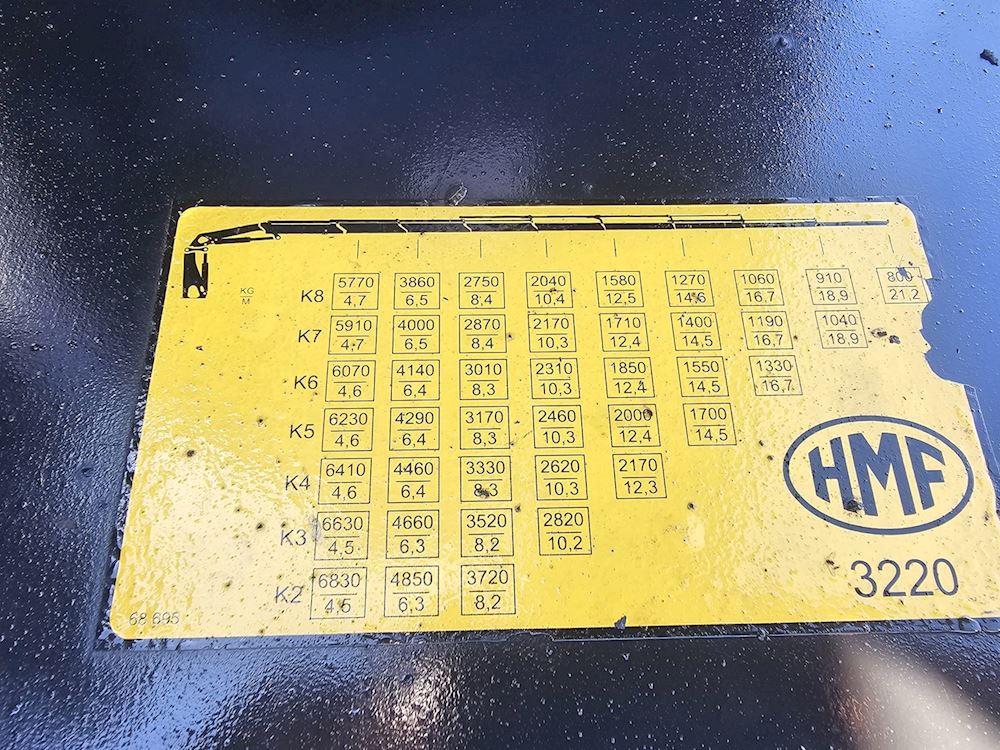 KG
M
K8 5770 3860 2750 2040 1580 1270 1060 910 800
4,7 6,5 8,4 10,4 12,5 14,6 16,7 18,9 21,2
K7 5910 4000 2870 2170 1710 1400 1190 1040
4,7 6,5 8,4 10,3 12,4 14,5 16,7 18,9
K6 6070 4140 3010 2310 1850 1550 1330
4,6 6,4 8,3 10,3 12,4 14,5 16,7
K5 6230 4290 3170 2460 2000 1700
4,6 6,4 8,3 10,3 12,4 14,5
K4 6410 4460 3330 2620 2170
4,6 6,4 8,3 10,3 12,3
K3 6630 4660 3520 2820
4,5 6,3 8,2 10,2
K2 6830 4850 3720
4,5 6,3 8,2
HMF
3220
68 695